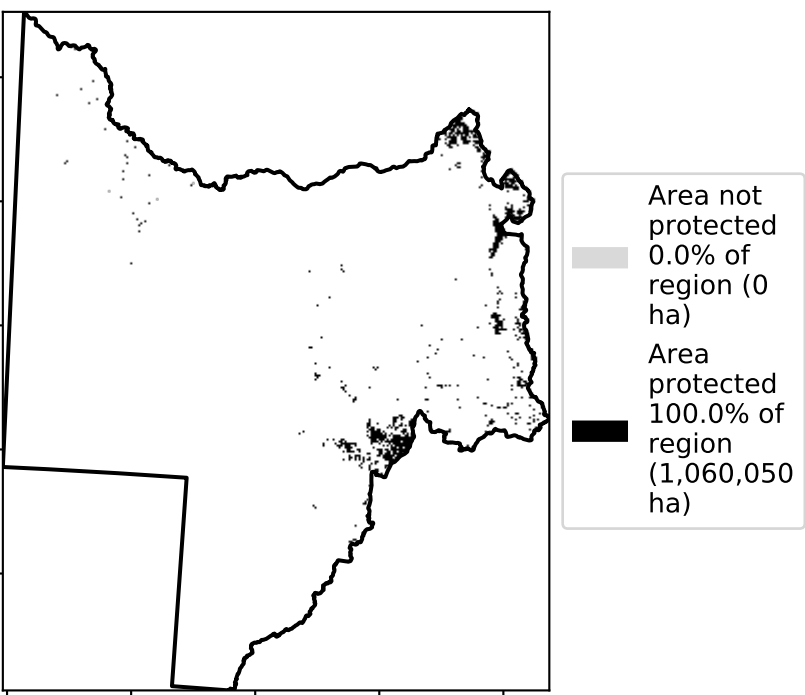 Area not
protected
0.0% of
region (0
ha)
Area
protected
100.0% of
region
(1,060,050
ha)